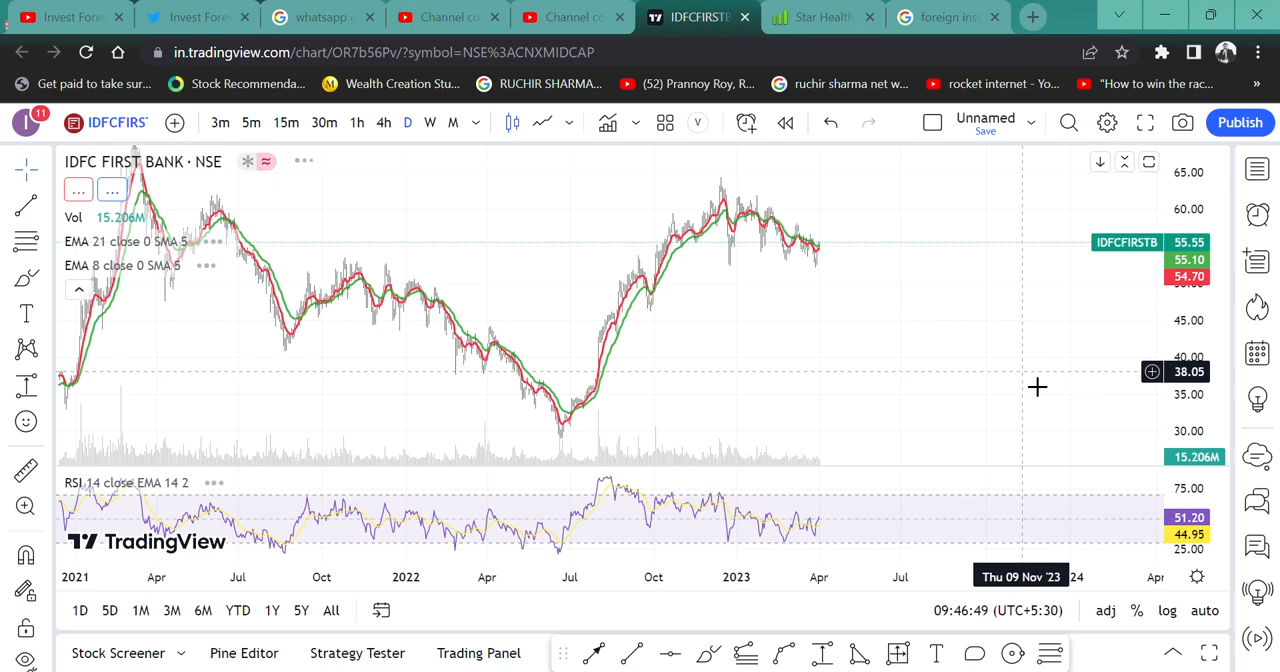 Invest Fore
Invest Fore
whatsapp g
Channel co
Channel co
IDFCFIRSTB
Star Health
foreign inst
in.tradingview.com/chart/OR7b56Pv/?symbol=NSE%3ACNXMIDCAP
Get paid to take sur...
Stock Recommenda...
Wealth Creation Stu...
RUCHIR SHARMA...
(52) Prannoy Roy, R...
ruchir sharma net w...
rocket internet - Yo...
"How to win the rac...
»
I 11 IDFCFIRS
3m 5m 15m 30m 1h 4h D W M
V
Unnamed
Save
Publish
IDFC FIRST BANK · NSE
Vol 15.206M
EMA 21 close 0 SMA 5
EMA 8 close 0 SMA 5
65.00
60.00
IDFCFIRSTB 55.55
55.10
54.70
45.00
40.00
38.05
35.00
30.00
15.206M
RSI 14 close EMA 14 2
75.00
51.20
44.95
25.00
TradingView
2021 Apr Jul Oct 2022 Apr Jul Oct 2023 Apr Jul Thu 09 Nov '23 24 Apr
1D 5D 1M 3M 6M YTD 1Y 5Y All
09:46:49 (UTC+5:30) adj % log auto
Stock Screener Pine Editor Strategy Tester Trading Panel